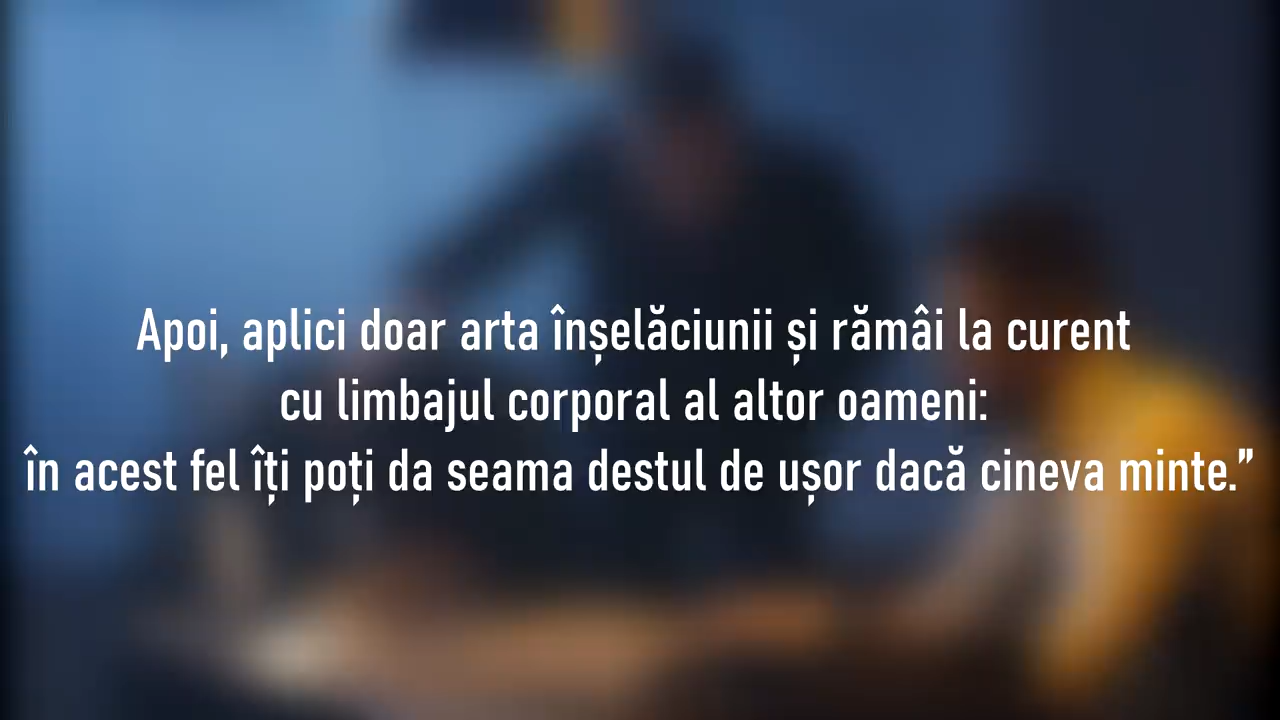 Apoi, aplici doar arta înșelăciunii și rămâi la curent
cu limbajul corporal al altor oameni:
în acest fel îți poți da seama destul de ușor dacă cineva minte.”